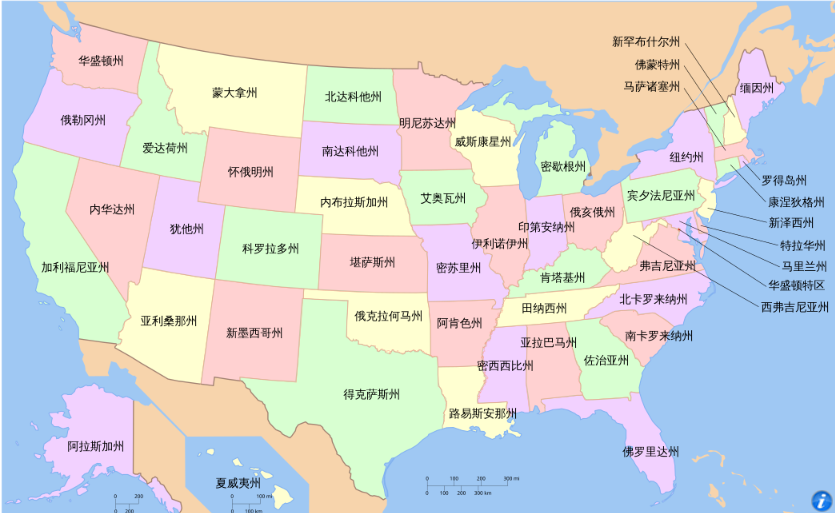 新罕布什尔州
佛蒙特州
马萨诸塞州
华盛顿州
蒙大拿州
北达科他州
明尼苏达州
缅因州
俄勒冈州
爱达荷州
南达科他州
威斯康星州
密歇根州
纽约州
怀俄明州
罗得岛州
内华达州
犹他州
内布拉斯加州
艾奥瓦州
宾夕法尼亚州
康涅狄格州
伊利诺伊州
印第安纳州
俄亥俄州
新泽西州
科罗拉多州
特拉华州
加利福尼亚州
堪萨斯州
密苏里州
肯塔基州
弗吉尼亚州
马里兰州
华盛顿特区
西弗吉尼亚州
亚利桑那州
新墨西哥州
俄克拉何马州
阿肯色州
田纳西州
北卡罗来纳州
南卡罗来纳州
密西西比州
亚拉巴马州
佐治亚州
得克萨斯州
路易斯安那州
佛罗里达州
阿拉斯加州
夏威夷州
0 100 200 300 mi
0 100 200 300 km
0 200
0 200
0 100 mi
0 100 km
i